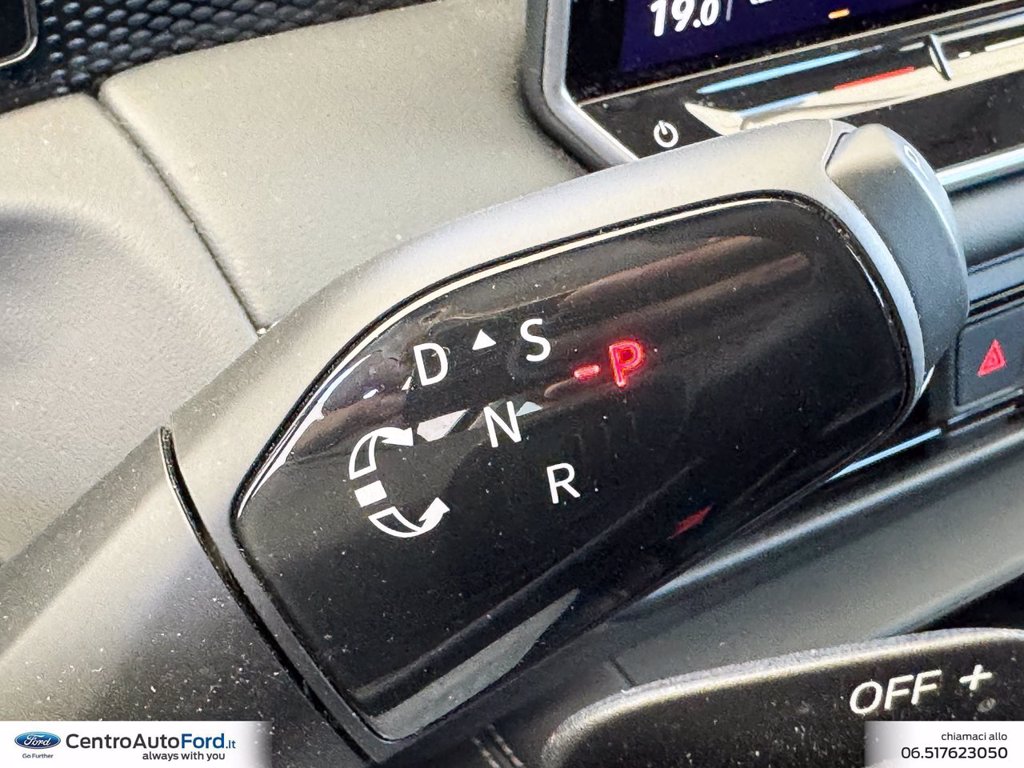 19.0
D S
P
N
R
OFF +
Ford
Go Further
CentroAutoFord.it
always with you
chiamaci allo
06.517623050